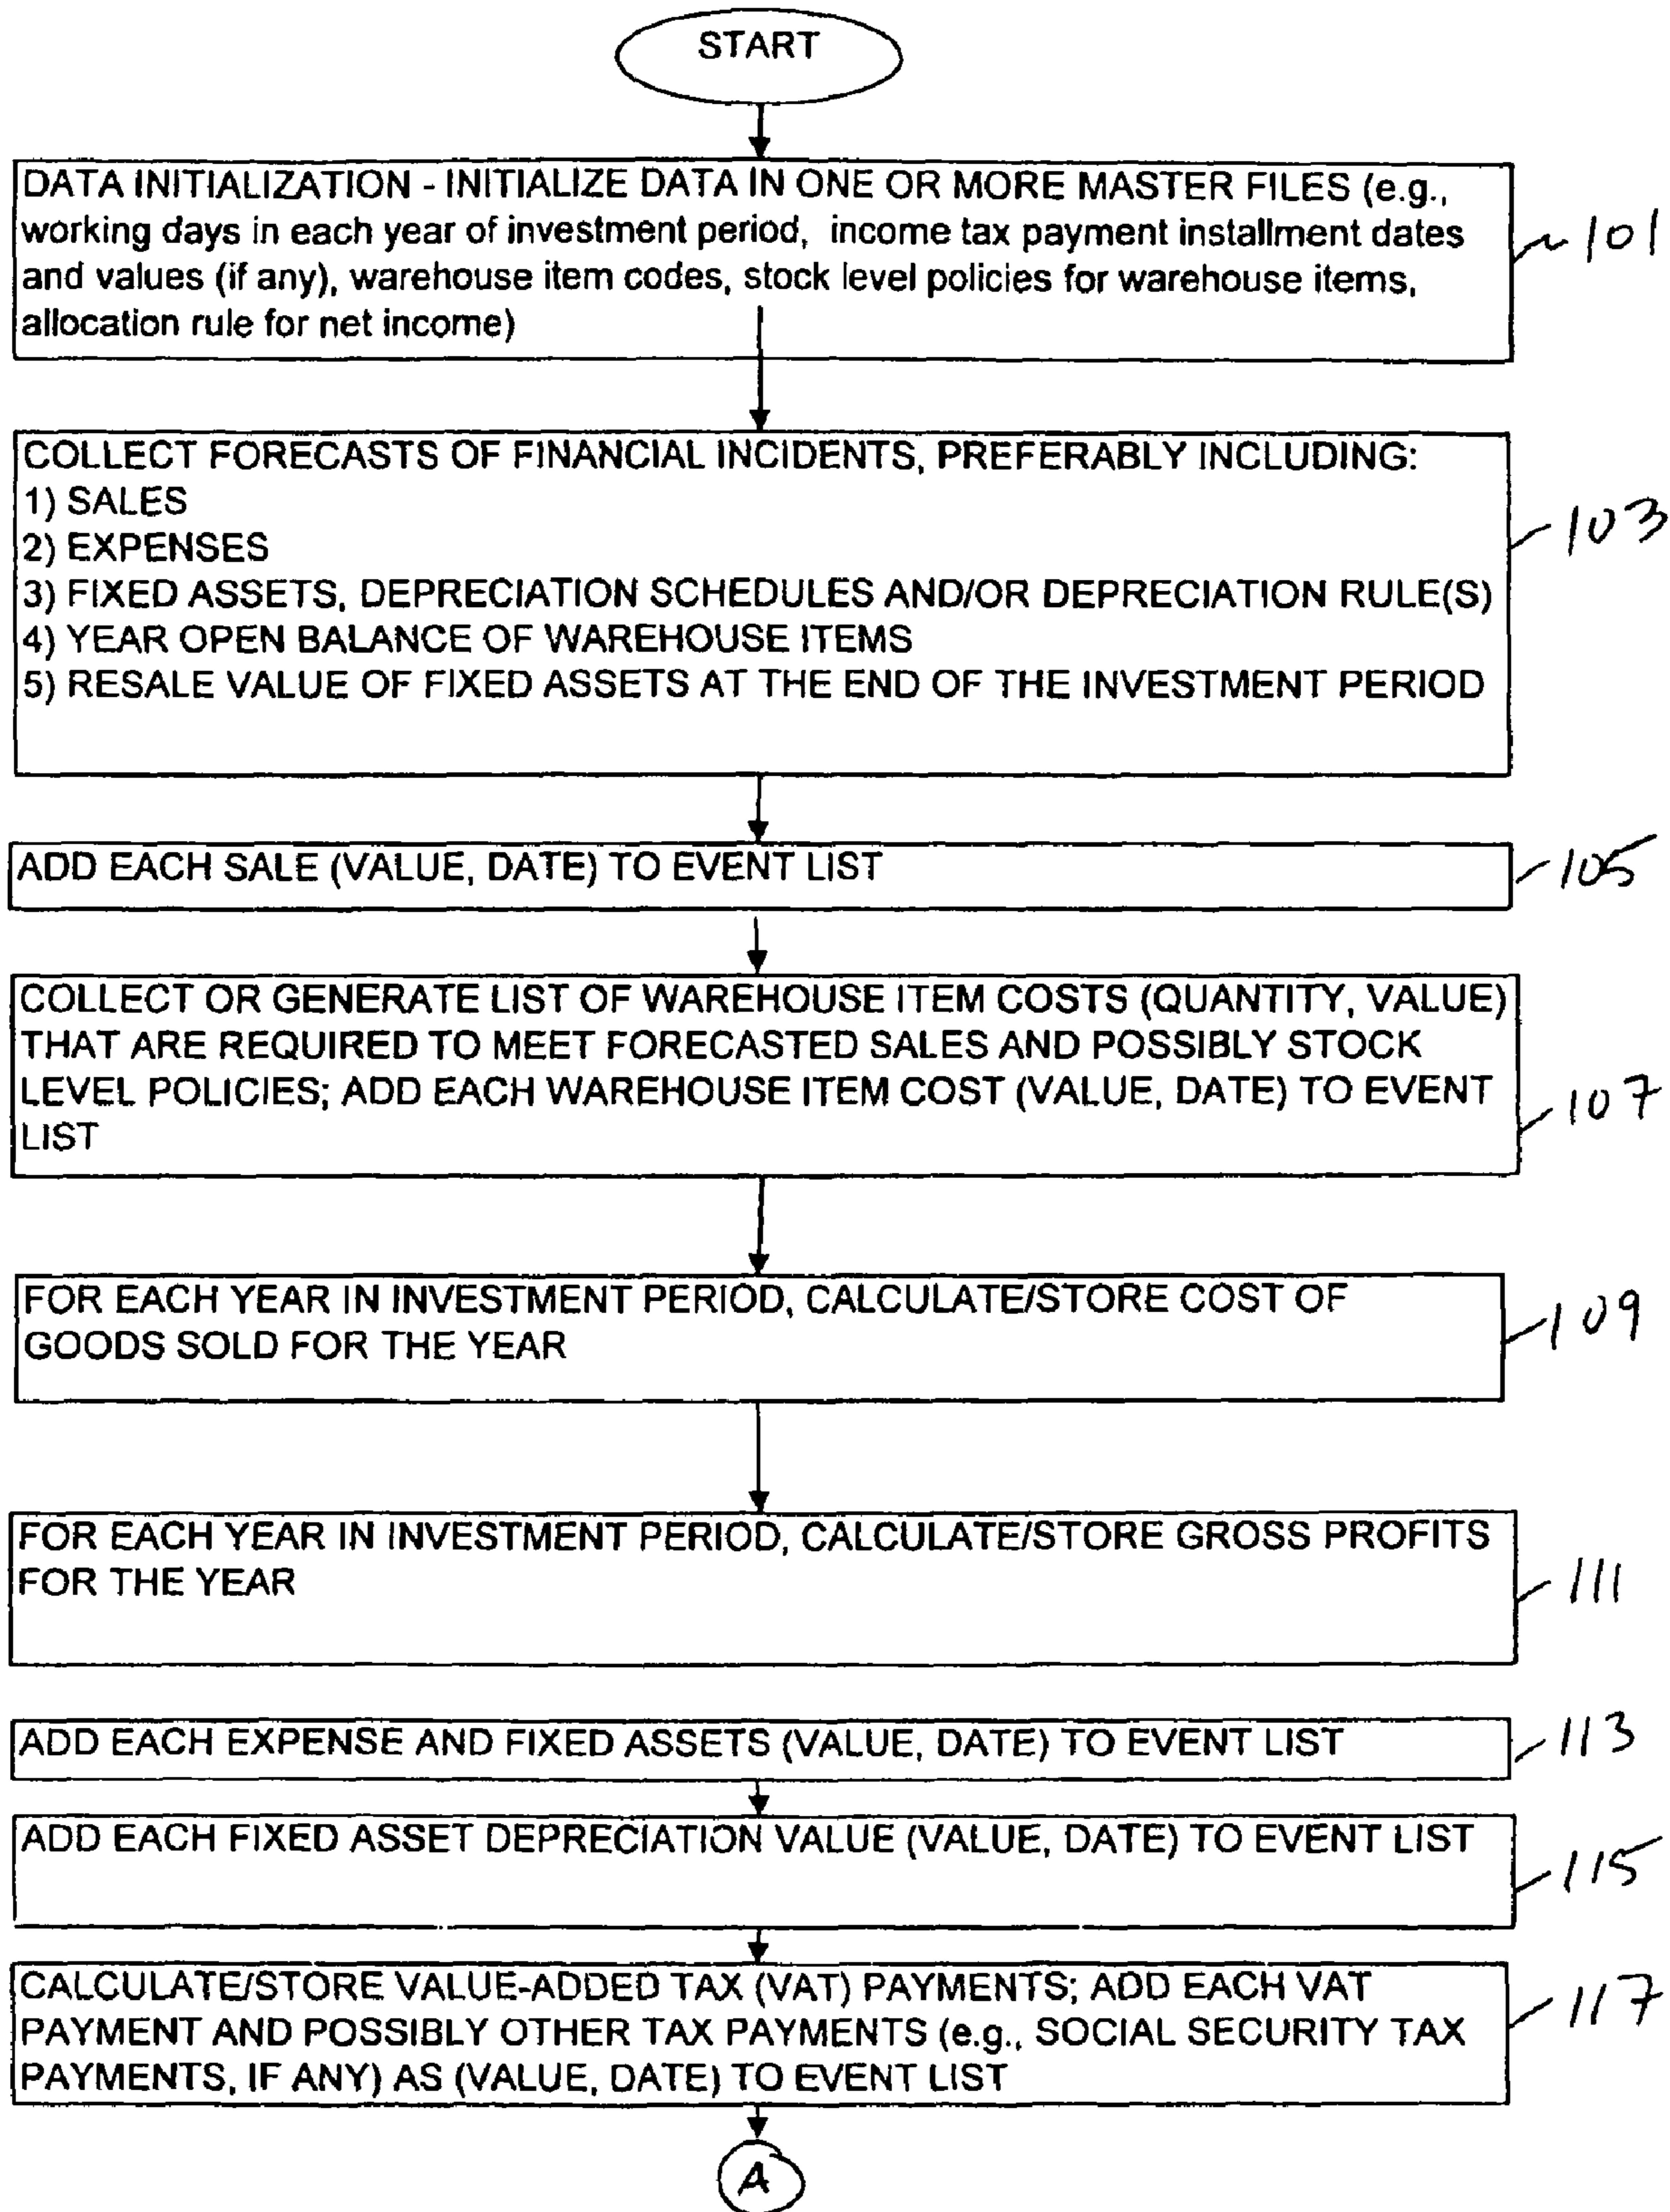 START
DATA INITIALIZATION - INITIALIZE DATA IN ONE OR MORE MASTER FILES (e.g.,
working days in each year of investment period, income tax payment installment dates
and values (if any), warehouse item codes, stock level policies for warehouse items,
allocation rule for net income)
101
COLLECT FORECASTS OF FINANCIAL INCIDENTS, PREFERABLY INCLUDING:
1) SALES
2) EXPENSES
3) FIXED ASSETS, DEPRECIATION SCHEDULES AND/OR DEPRECIATION RULE(S)
4) YEAR OPEN BALANCE OF WAREHOUSE ITEMS
5) RESALE VALUE OF FIXED ASSETS AT THE END OF THE INVESTMENT PERIOD
103
ADD EACH SALE (VALUE, DATE) TO EVENT LIST
105
COLLECT OR GENERATE LIST OF WAREHOUSE ITEM COSTS (QUANTITY, VALUE)
THAT ARE REQUIRED TO MEET FORECASTED SALES AND POSSIBLY STOCK
LEVEL POLICIES; ADD EACH WAREHOUSE ITEM COST (VALUE, DATE) TO EVENT
LIST
107
FOR EACH YEAR IN INVESTMENT PERIOD, CALCULATE/STORE COST OF
GOODS SOLD FOR THE YEAR
109
FOR EACH YEAR IN INVESTMENT PERIOD, CALCULATE/STORE GROSS PROFITS
FOR THE YEAR
111
ADD EACH EXPENSE AND FIXED ASSETS (VALUE, DATE) TO EVENT LIST
113
ADD EACH FIXED ASSET DEPRECIATION VALUE (VALUE, DATE) TO EVENT LIST
115
CALCULATE/STORE VALUE-ADDED TAX (VAT) PAYMENTS; ADD EACH VAT
PAYMENT AND POSSIBLY OTHER TAX PAYMENTS (e.g., SOCIAL SECURITY TAX
PAYMENTS, IF ANY) AS (VALUE, DATE) TO EVENT LIST
117
A